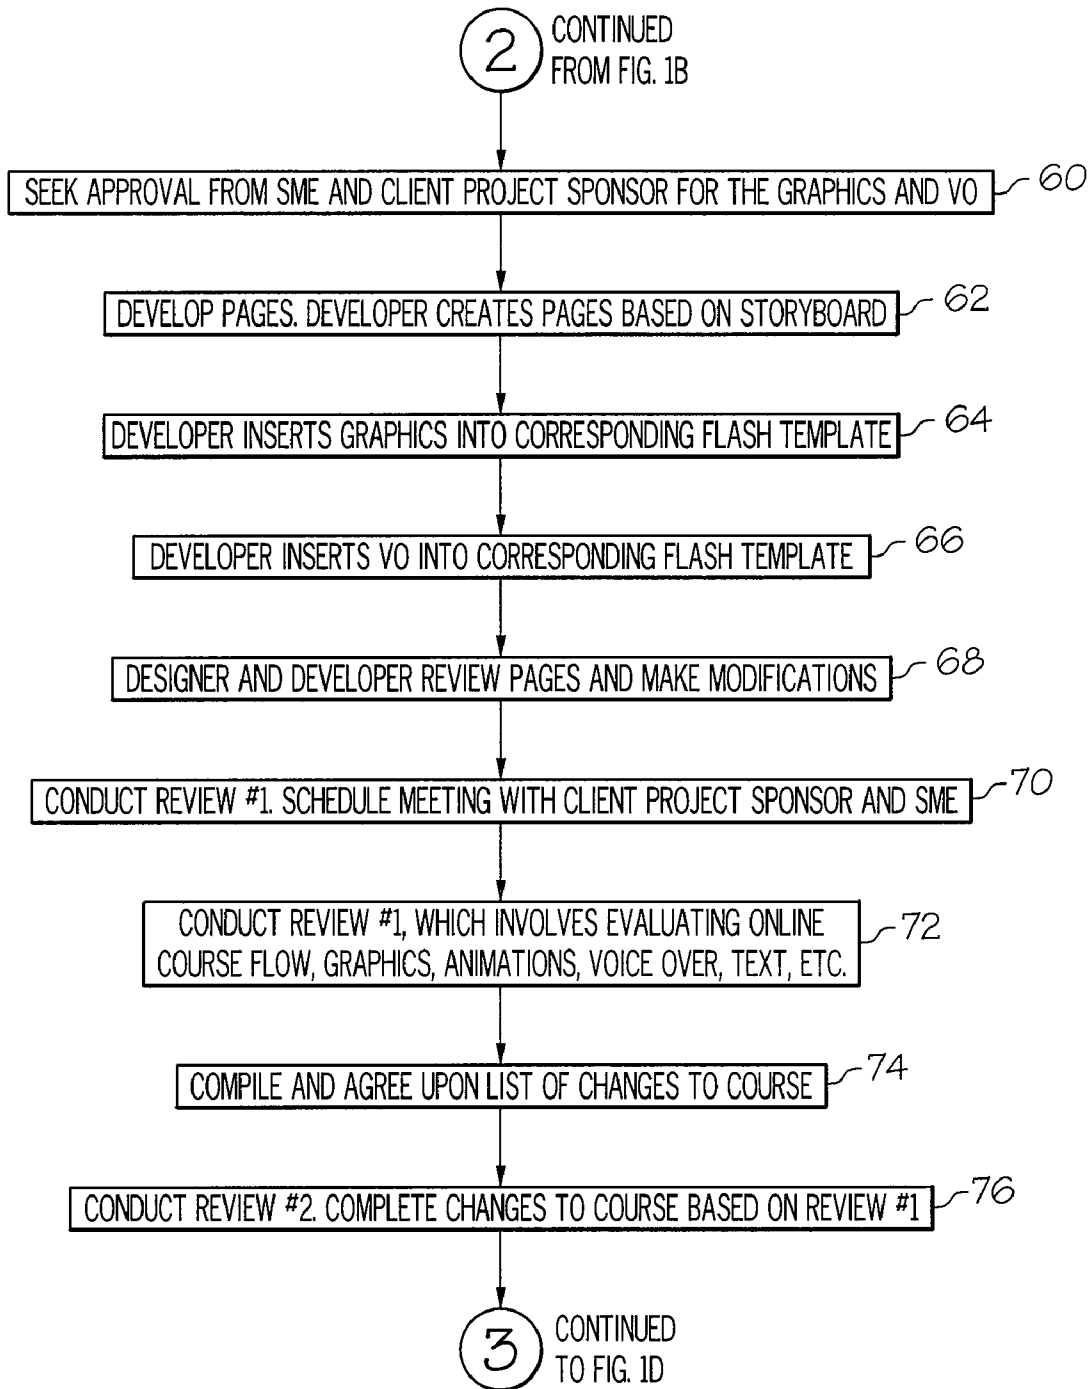 2 CONTINUED
FROM FIG. 1B
SEEK APPROVAL FROM SME AND CLIENT PROJECT SPONSOR FOR THE GRAPHICS AND VO 60
DEVELOP PAGES. DEVELOPER CREATES PAGES BASED ON STORYBOARD 62
DEVELOPER INSERTS GRAPHICS INTO CORRESPONDING FLASH TEMPLATE 64
DEVELOPER INSERTS VO INTO CORRESPONDING FLASH TEMPLATE 66
DESIGNER AND DEVELOPER REVIEW PAGES AND MAKE MODIFICATIONS 68
CONDUCT REVIEW #1. SCHEDULE MEETING WITH CLIENT PROJECT SPONSOR AND SME 70
CONDUCT REVIEW #1, WHICH INVOLVES EVALUATING ONLINE 72
COURSE FLOW, GRAPHICS, ANIMATIONS, VOICE OVER, TEXT, ETC.
COMPILE AND AGREE UPON LIST OF CHANGES TO COURSE 74
CONDUCT REVIEW #2. COMPLETE CHANGES TO COURSE BASED ON REVIEW #1 76
3 CONTINUED
TO FIG. 1D